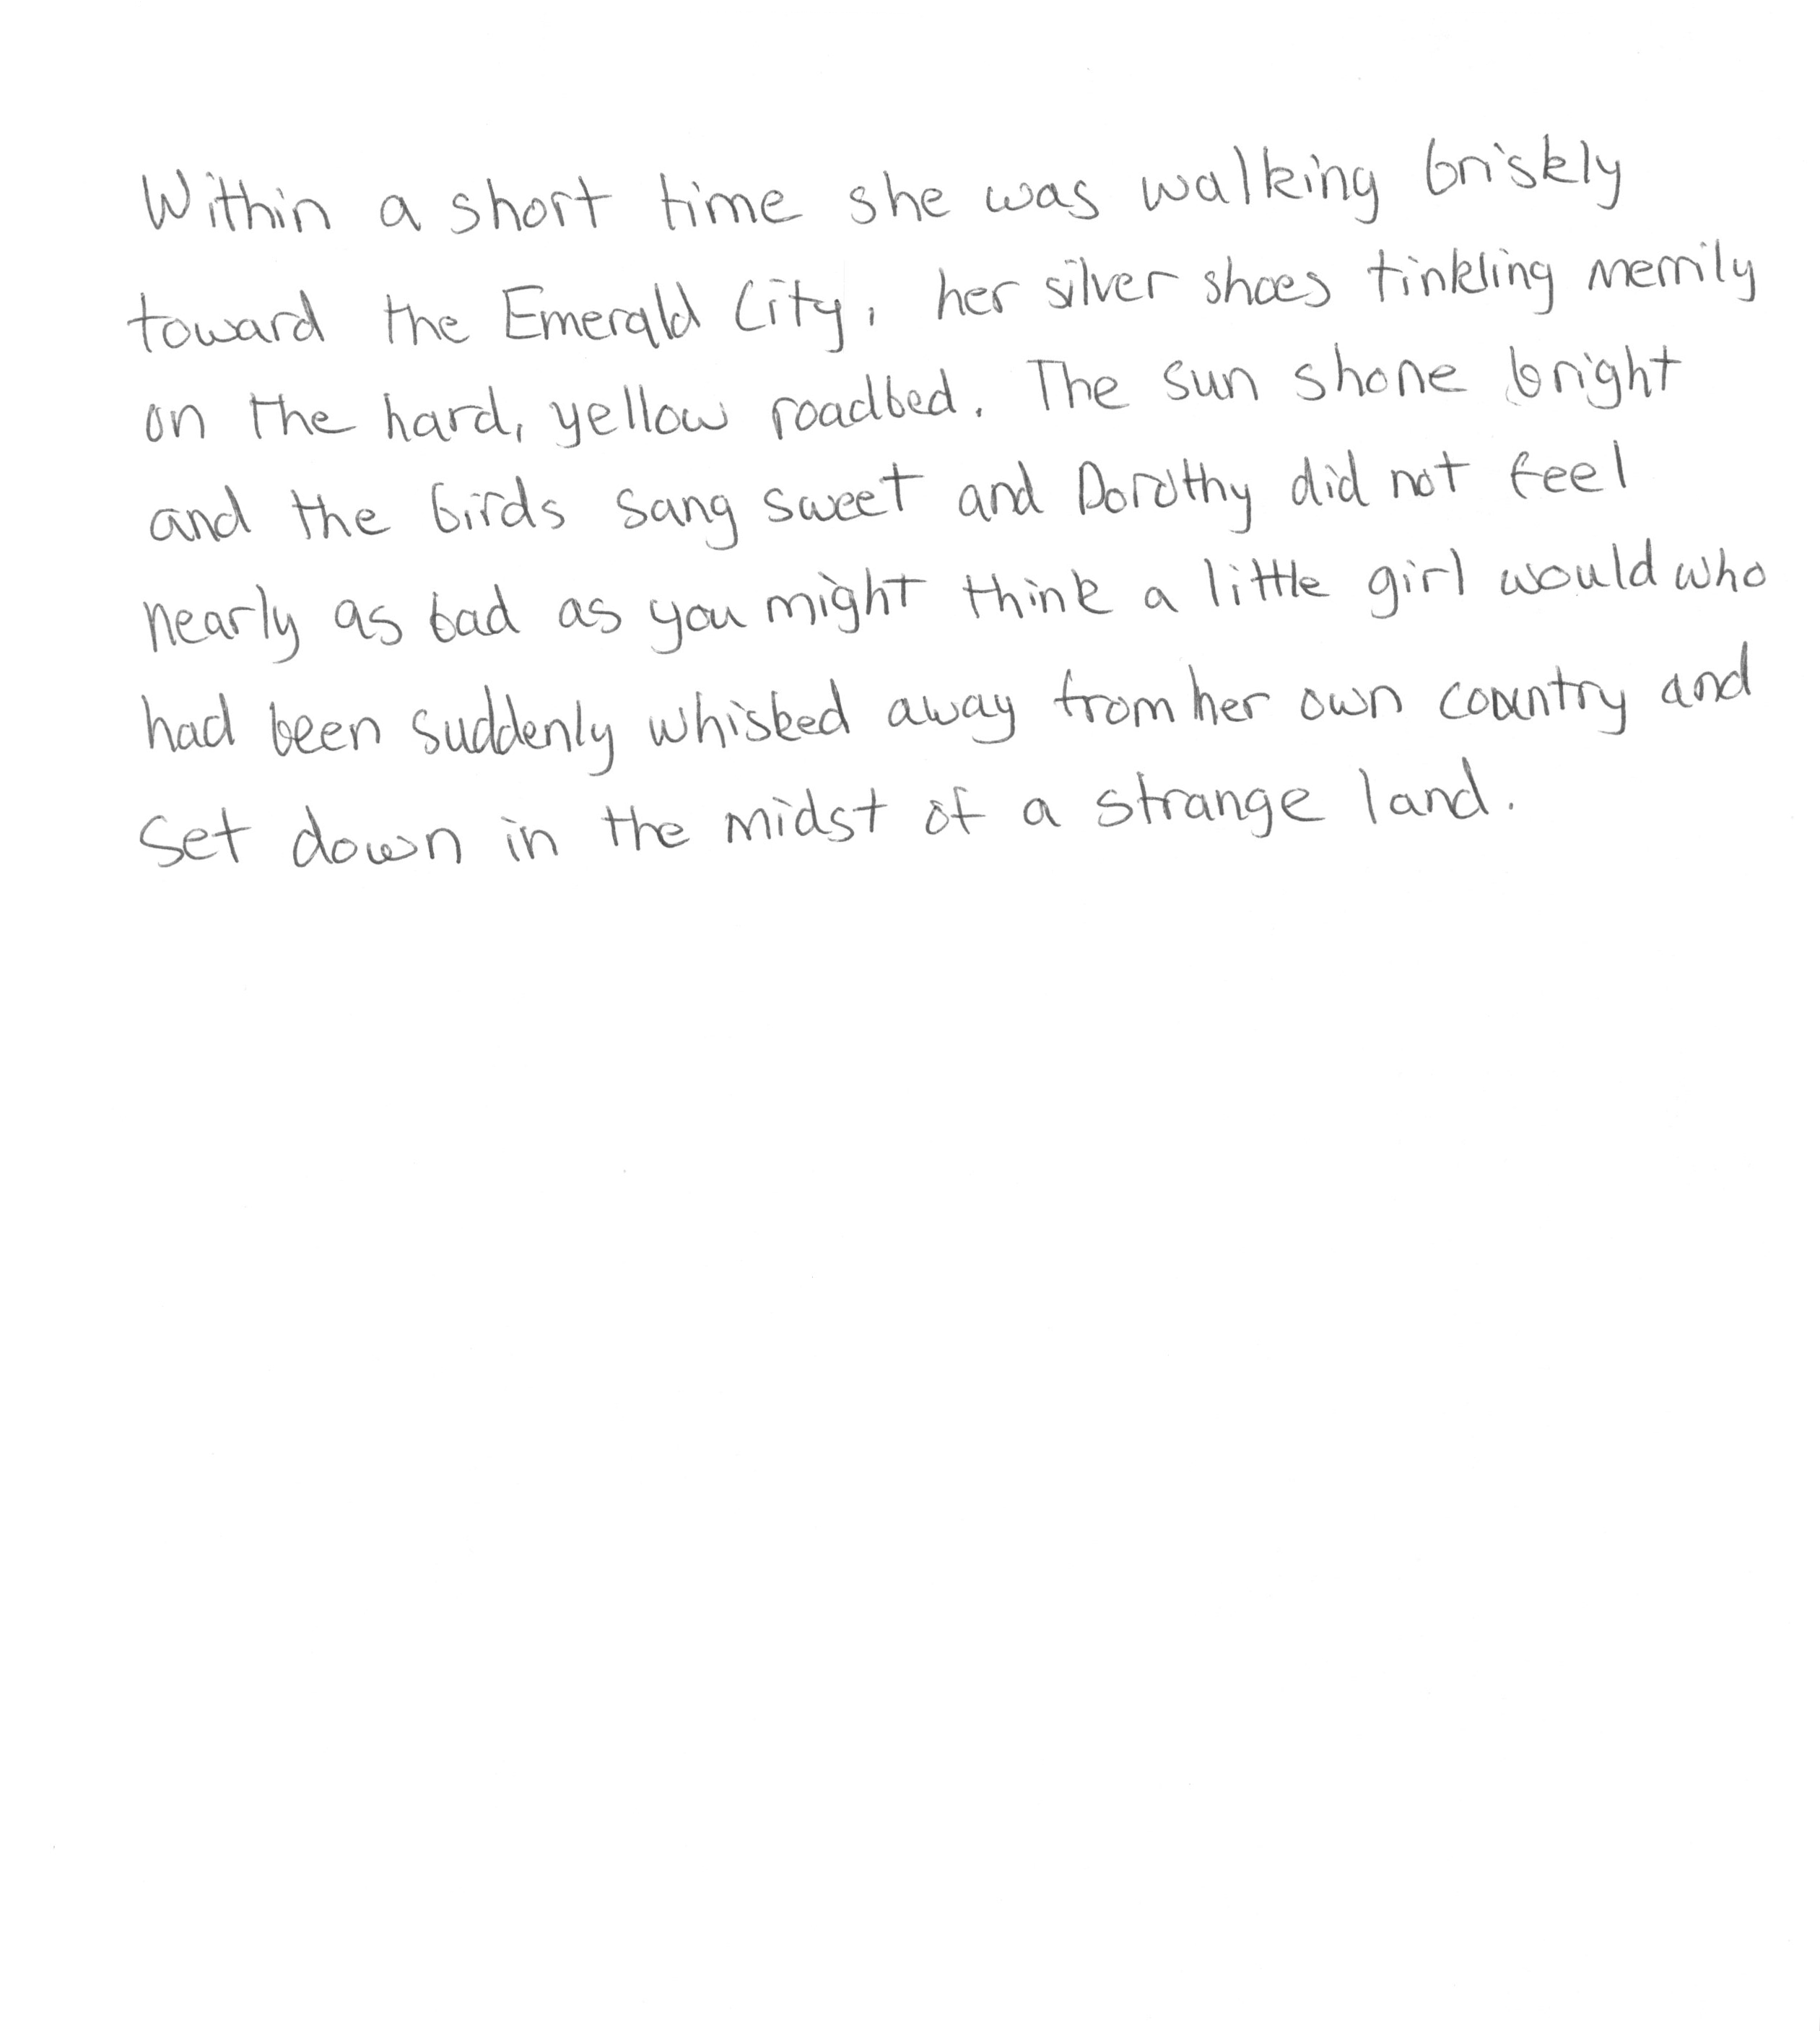 Within a short time she was walking briskly
toward the Emerald City, her silver shoes tinkling merrily
on the hard, yellow roadbed. The sun shone bright
and the birds sang sweet and Dorothy did not feel
nearly as bad as you might think a little girl would who
had been suddenly whisked away from her own country and
set down in the midst of a strange land.